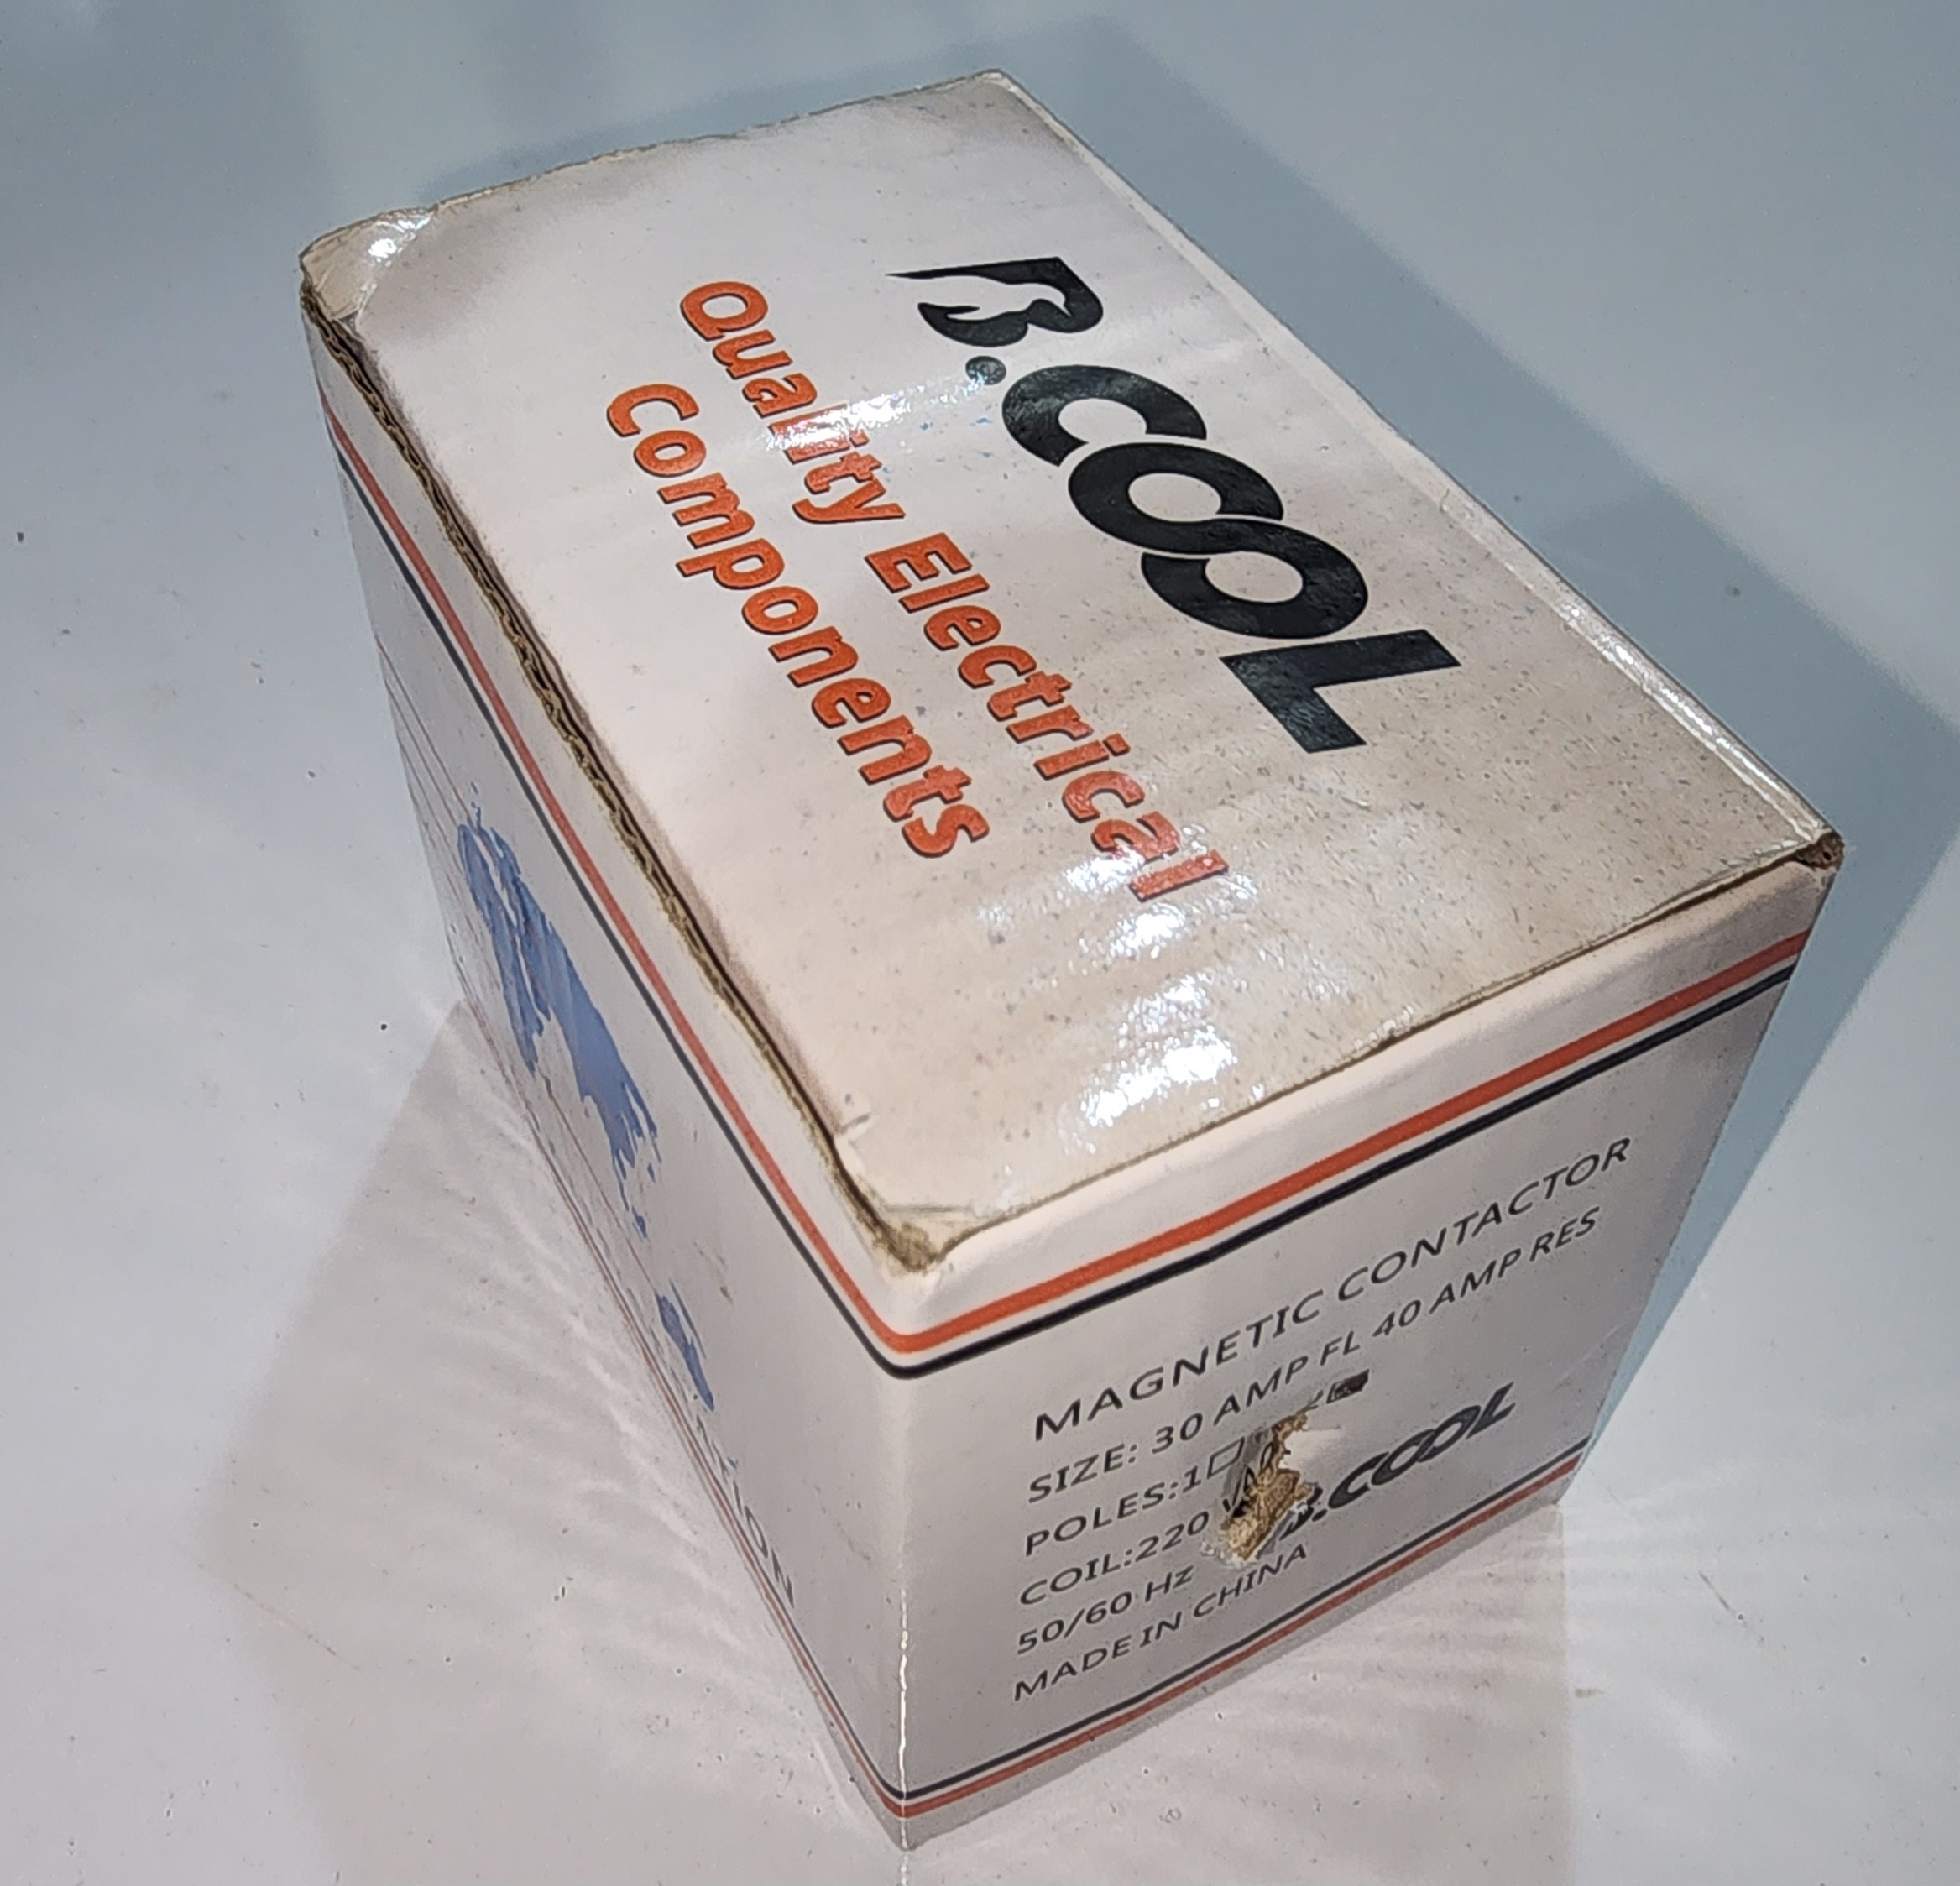 B.COOL
Quality Electrical
Components
MAGNETIC CONTACTOR
SIZE: 30 AMP FL 40 AMP RES
POLES:1
COIL:220
50/60 Hz
B.COOL
MADE IN CHINA